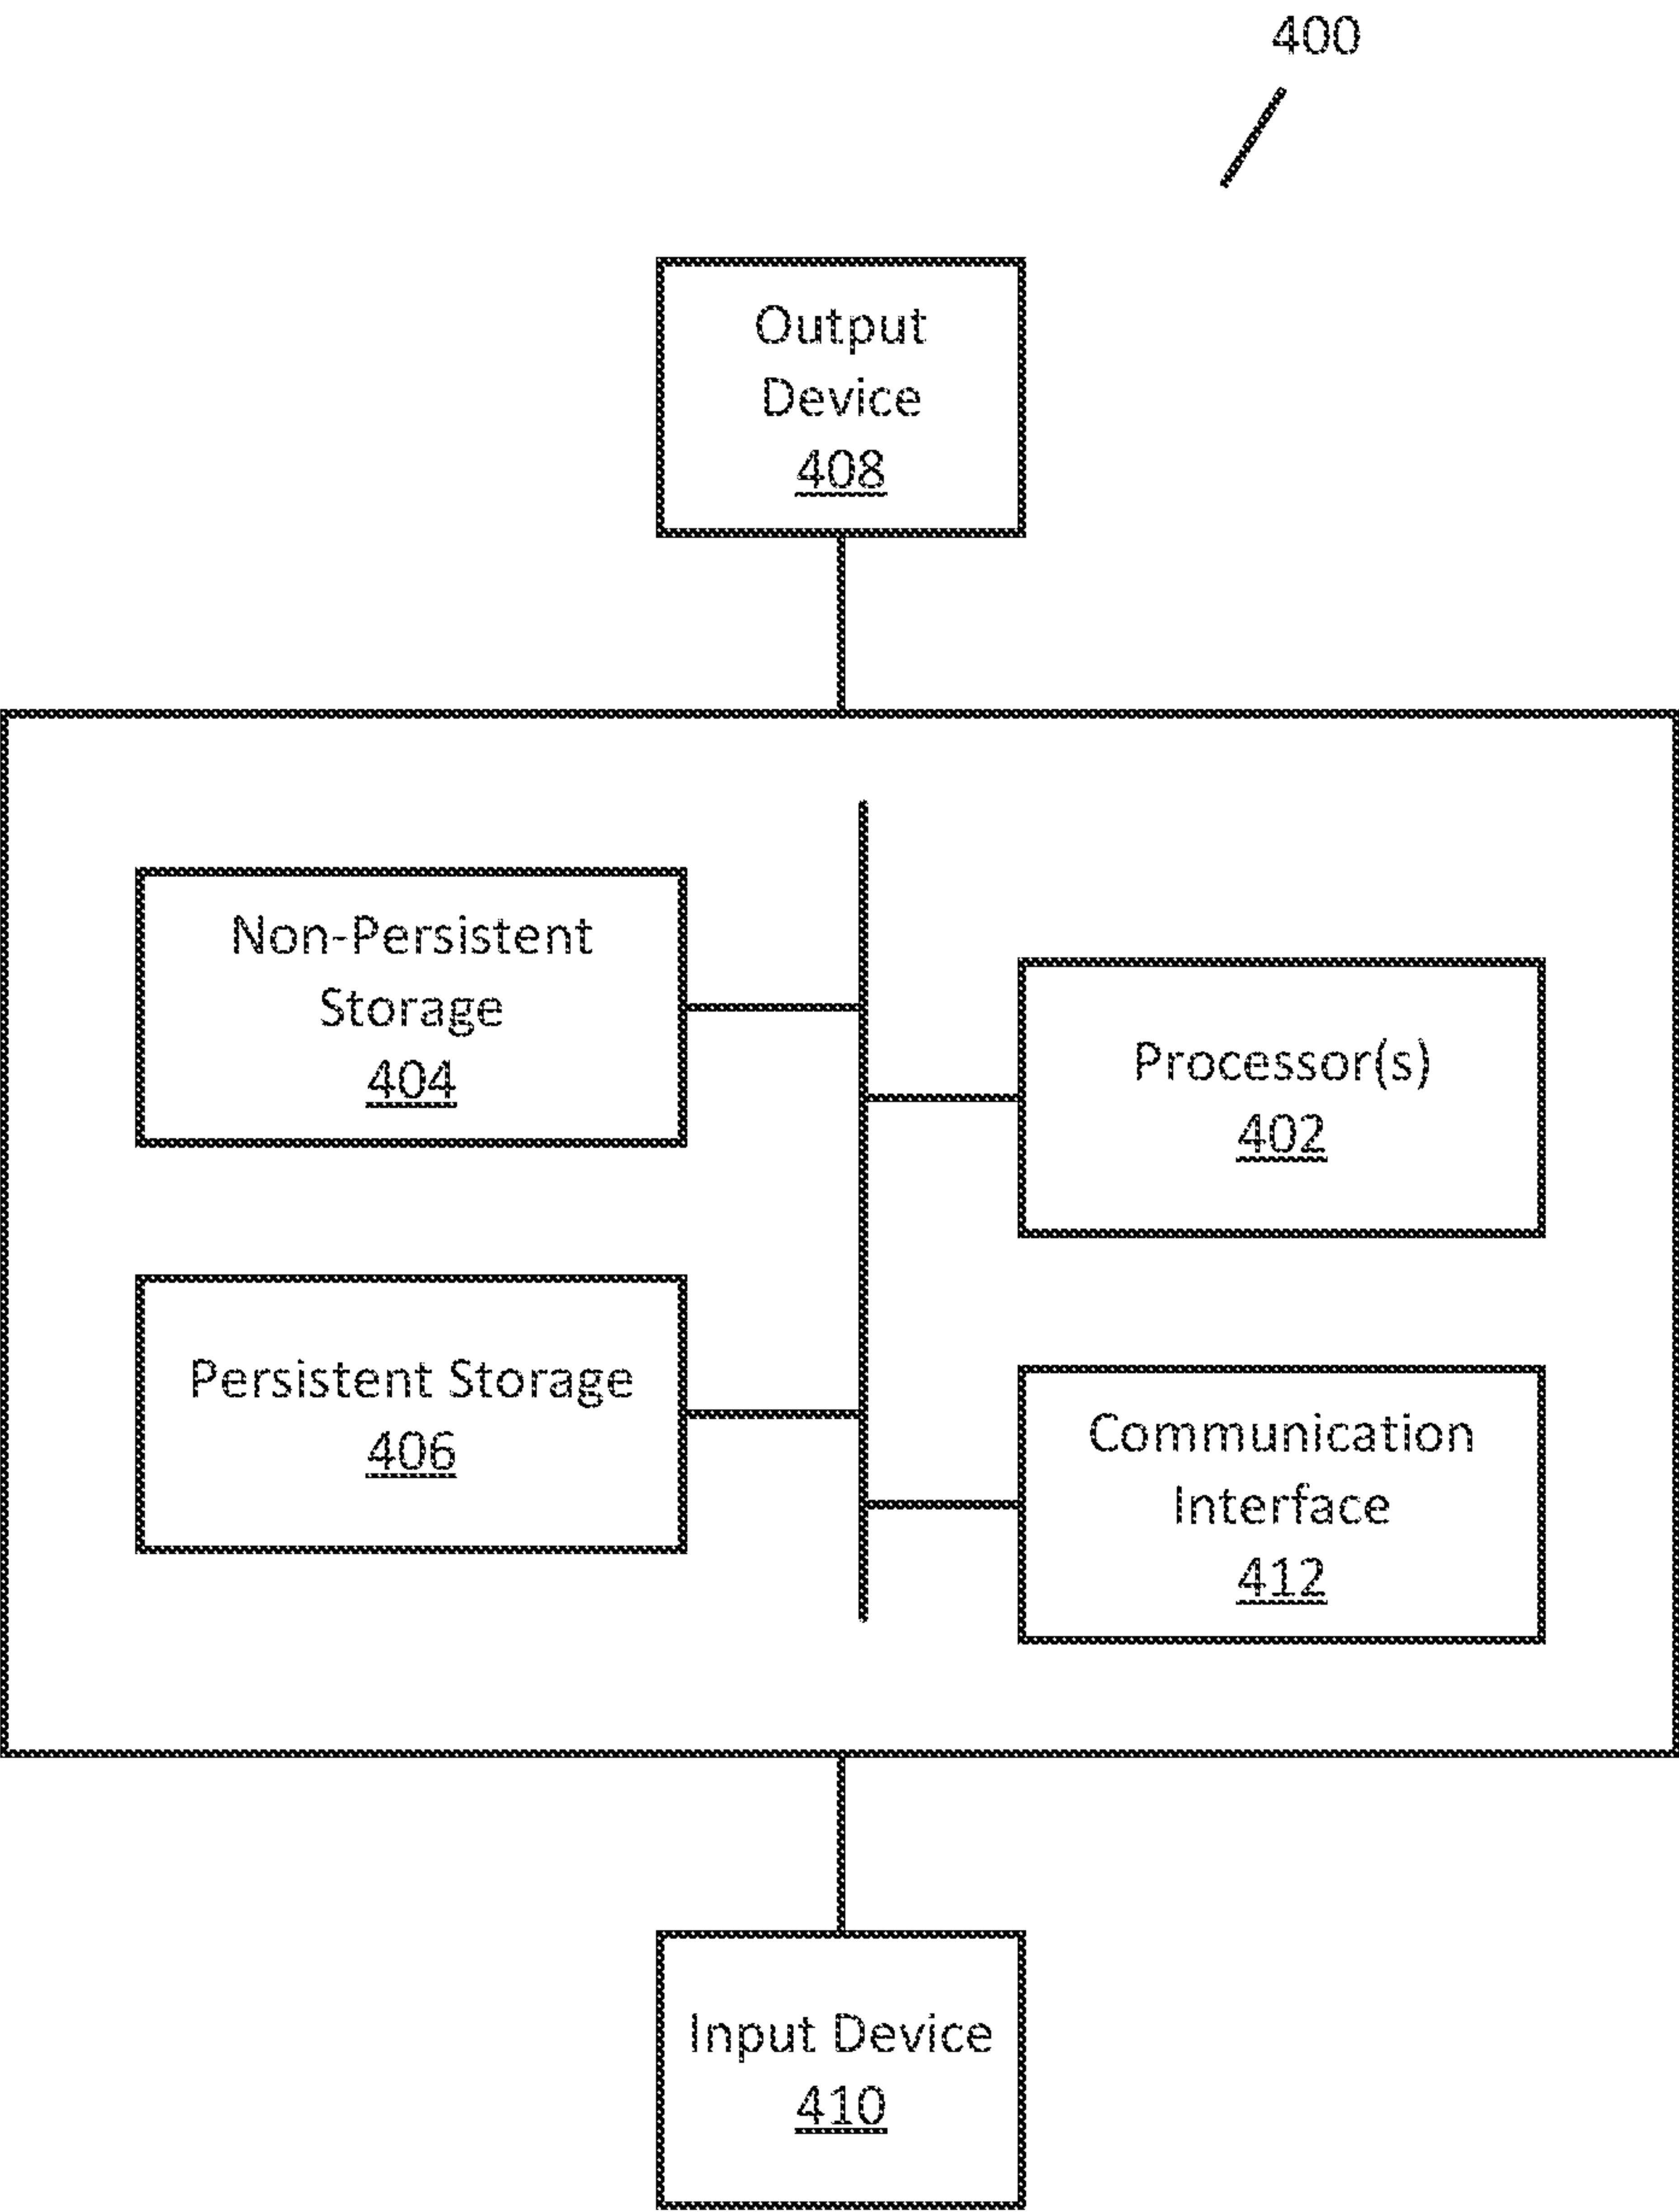 400
Output
Device
408
Non-Persistent
Storage
404
Processor(s)
402
Persistent Storage
406
Communication
Interface
412
Input Device
410